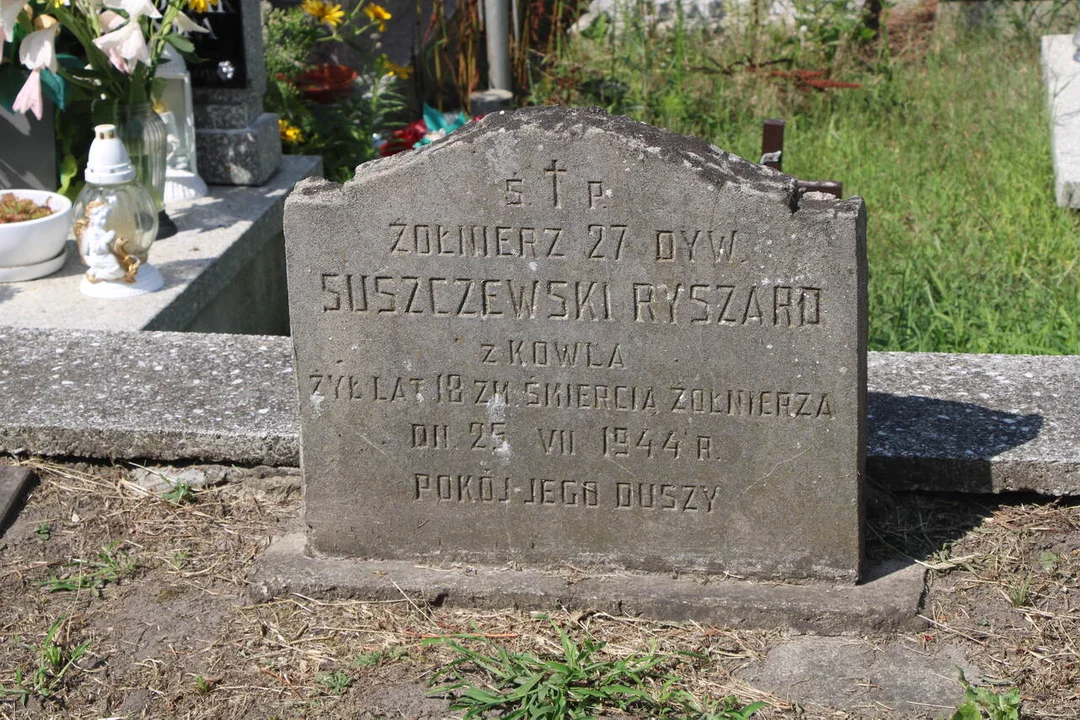 Ś † P.
ŻOŁNIERZ 27 DYW.
SUSZCZEWSKI RYSZARD
z KOWLA
ŻYŁ LAT 18 ZM. ŚMIERCIĄ ŻOŁNIERZA
DN. 25 VII 1944 R.
POKÓJ JEGO DUSZY